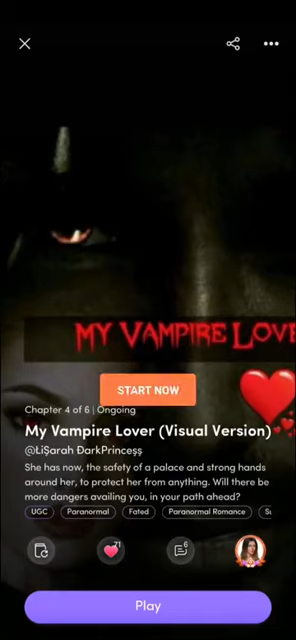 MY VAMPIRE LOVE
START NOW
Chapter 4 of 6 | Ongoing
My Vampire Lover (Visual Version)
@ŁiŞarah ĐarkPrinceşş
She has now, the safety of a palace and strong hands
around her, to protect her from anything. Will there be
more dangers availing you, in your path ahead?
UGC Paranormal Fated Paranormal Romance Su
71 6
Play